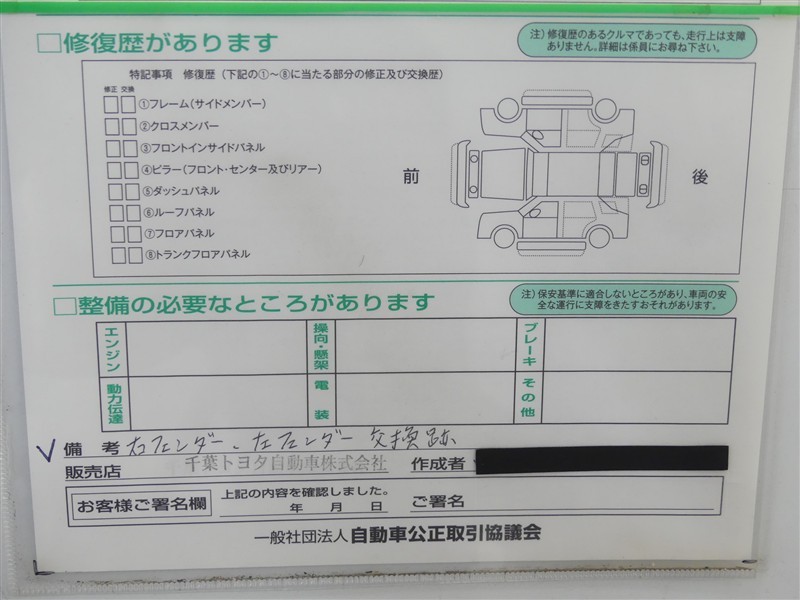 □修復歴があります
注）修復歴のあるクルマであっても、走行上は支障
ありません。詳細は係員にお尋ね下さい。
特記事項 修復歴（下記の①〜⑧に当たる部分の修正及び交換歴）
修正 交換
①フレーム（サイドメンバー）
②クロスメンバー
③フロントインサイドパネル
④ピラー（フロント・センター及びリアー）
⑤ダッシュパネル
⑥ルーフパネル
⑦フロアパネル
⑧トランクフロアパネル
前
後
□整備の必要なところがあります
注）保安基準に適合しないところがあり、車両の安
全な運行に支障をきたすおそれがあります。
エンジン
操向・懸架
ブレーキ
動力伝達
電装
その他
備考 右フェンダー、左フェンダー交換跡
販売店 千葉トヨタ自動車株式会社 作成者
お客様ご署名欄
上記の内容を確認しました。
年 月 日 ご署名
一般社団法人 自動車公正取引協議会